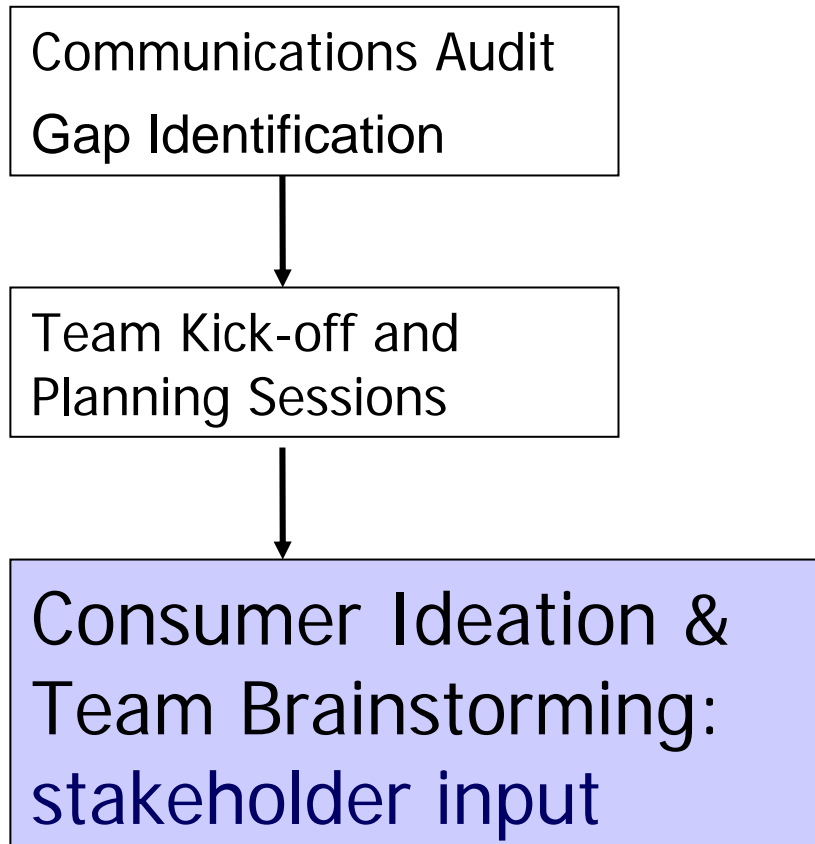 Communications Audit
Gap Identification
Team Kick-off and
Planning Sessions
Consumer Ideation &
Team Brainstorming:
stakeholder input